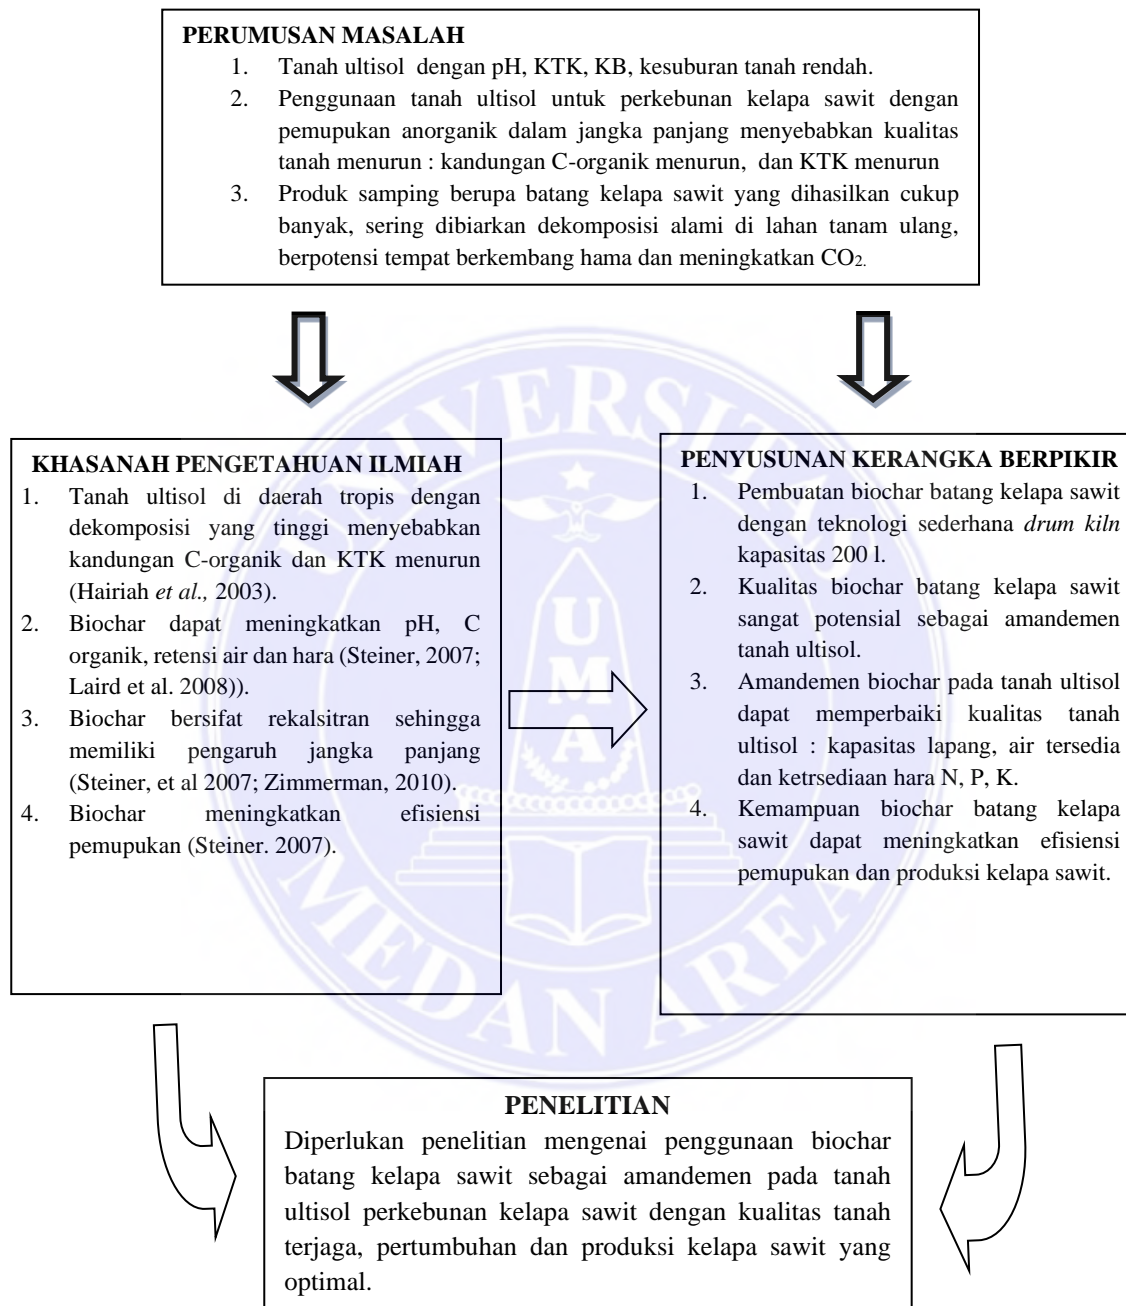 PERUMUSAN MASALAH
1. Tanah ultisol dengan pH, KTK, KB, kesuburan tanah rendah.
2. Penggunaan tanah ultisol untuk perkebunan kelapa sawit dengan
pemupukan anorganik dalam jangka panjang menyebabkan kualitas
tanah menurun : kandungan C-organik menurun, dan KTK menurun
3. Produk samping berupa batang kelapa sawit yang dihasilkan cukup
banyak, sering dibiarkan dekomposisi alami di lahan tanam ulang,
berpotensi tempat berkembang hama dan meningkatkan CO2.
KHASANAH PENGETAHUAN ILMIAH
1. Tanah ultisol di daerah tropis dengan
dekomposisi yang tinggi menyebabkan
kandungan C-organik dan KTK menurun
(Hairiah et al., 2003).
2. Biochar dapat meningkatkan pH, C
organik, retensi air dan hara (Steiner, 2007;
Laird et al. 2008)).
3. Biochar bersifat rekalsitran sehingga
memiliki pengaruh jangka panjang
(Steiner, et al 2007; Zimmerman, 2010).
4. Biochar meningkatkan efisiensi
pemupukan (Steiner. 2007).
PENYUSUNAN KERANGKA BERPIKIR
1. Pembuatan biochar batang kelapa sawit
dengan teknologi sederhana drum kiln
kapasitas 200 l.
2. Kualitas biochar batang kelapa sawit
sangat potensial sebagai amandemen
tanah ultisol.
3. Amandemen biochar pada tanah ultisol
dapat memperbaiki kualitas tanah
ultisol : kapasitas lapang, air tersedia
dan ketrsediaan hara N, P, K.
4. Kemampuan biochar batang kelapa
sawit dapat meningkatkan efisiensi
pemupukan dan produksi kelapa sawit.
PENELITIAN
Diperlukan penelitian mengenai penggunaan biochar
batang kelapa sawit sebagai amandemen pada tanah
ultisol perkebunan kelapa sawit dengan kualitas tanah
terjaga, pertumbuhan dan produksi kelapa sawit yang
optimal.
UNIVERSITAS
UMA
MEDAN AREA